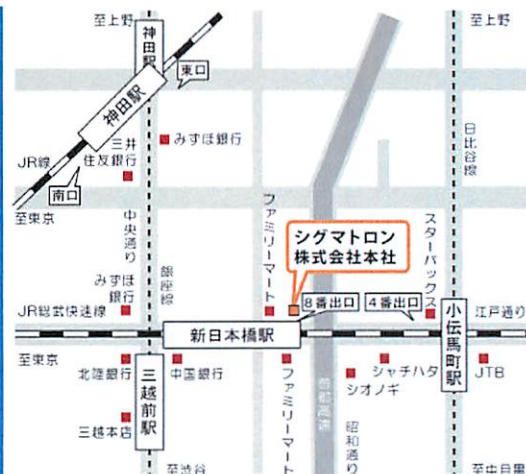 至上野
神田駅
至上野
東口
神田駅
三井
住友銀行
みずほ銀行
JR線
南口
至東京
日比谷線
中央通り
銀座線
ファミリーマート
シグマトロン
株式会社本社
スターバックス
みずほ
銀行
8番出口
4番出口
JR総武快速線
江戸通り
新日本橋駅
小伝馬町駅
至東京
北陸銀行
三越前駅
中国銀行
ファミリーマート
首都高速
シャチハタ
シオノギ
JTB
三越本店
昭和通り
至渋谷
至中目黒